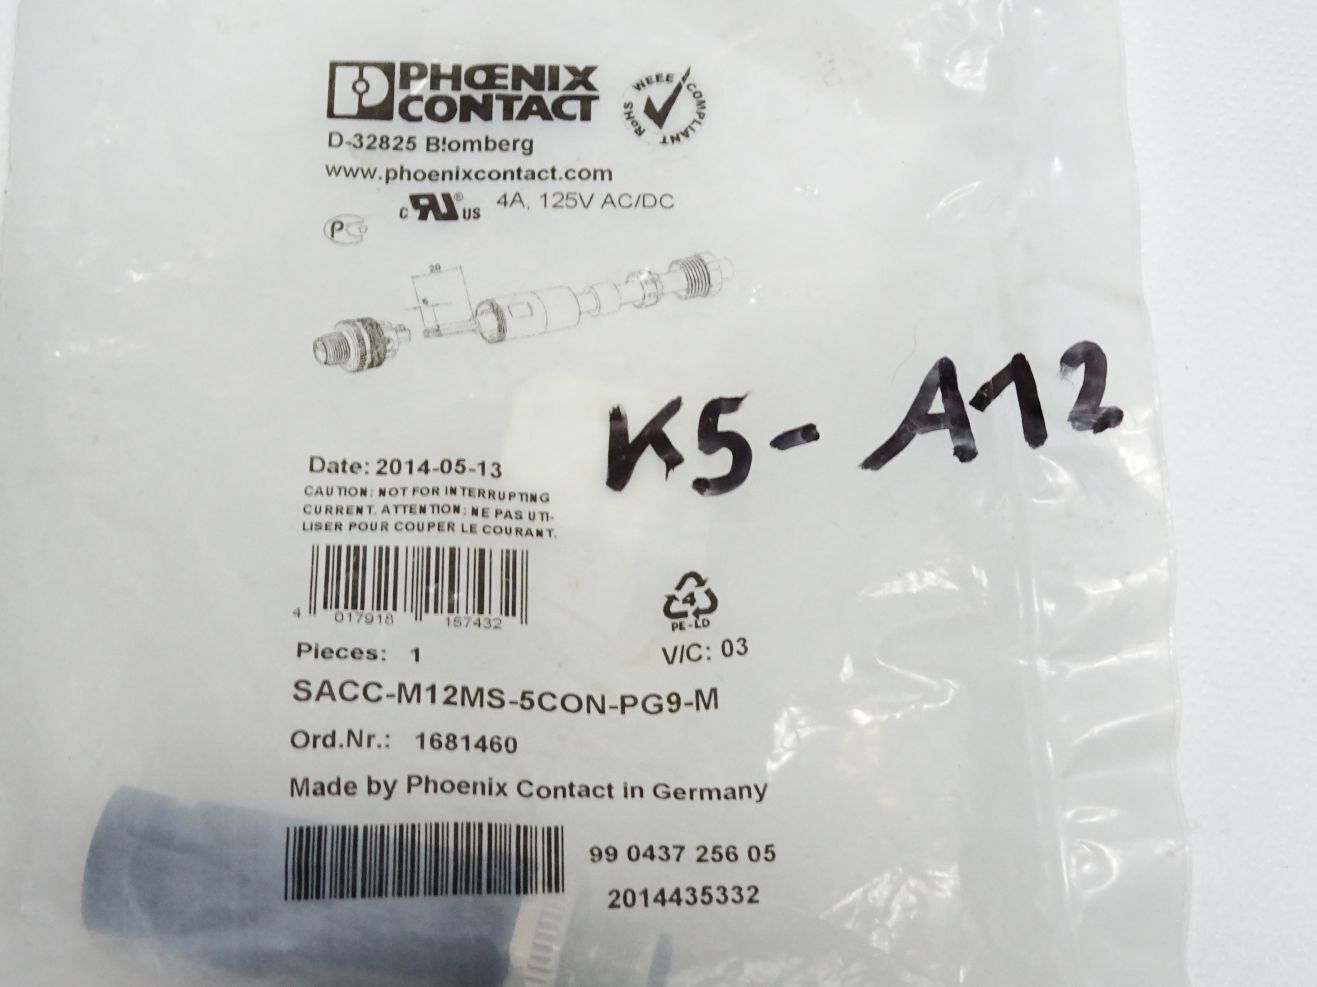 PHŒNIX
CONTACT
WEEE COMPLIANT RoHS
D-32825 Blomberg
www.phoenixcontact.com
c RU ® US 4A, 125V AC/DC
20
6
K5-A12
Date: 2014-05-13
CAUTION: NOT FOR INTERRUPTING
CURRENT. ATTENTION: NE PAS UTI-
LISER POUR COUPER LE COURANT.
4 017918 157432
4
PE-LD
Pieces: 1
V/C: 03
SACC-M12MS-5CON-PG9-M
Ord.Nr.: 1681460
Made by Phoenix Contact in Germany
99 0437 256 05
2014435332